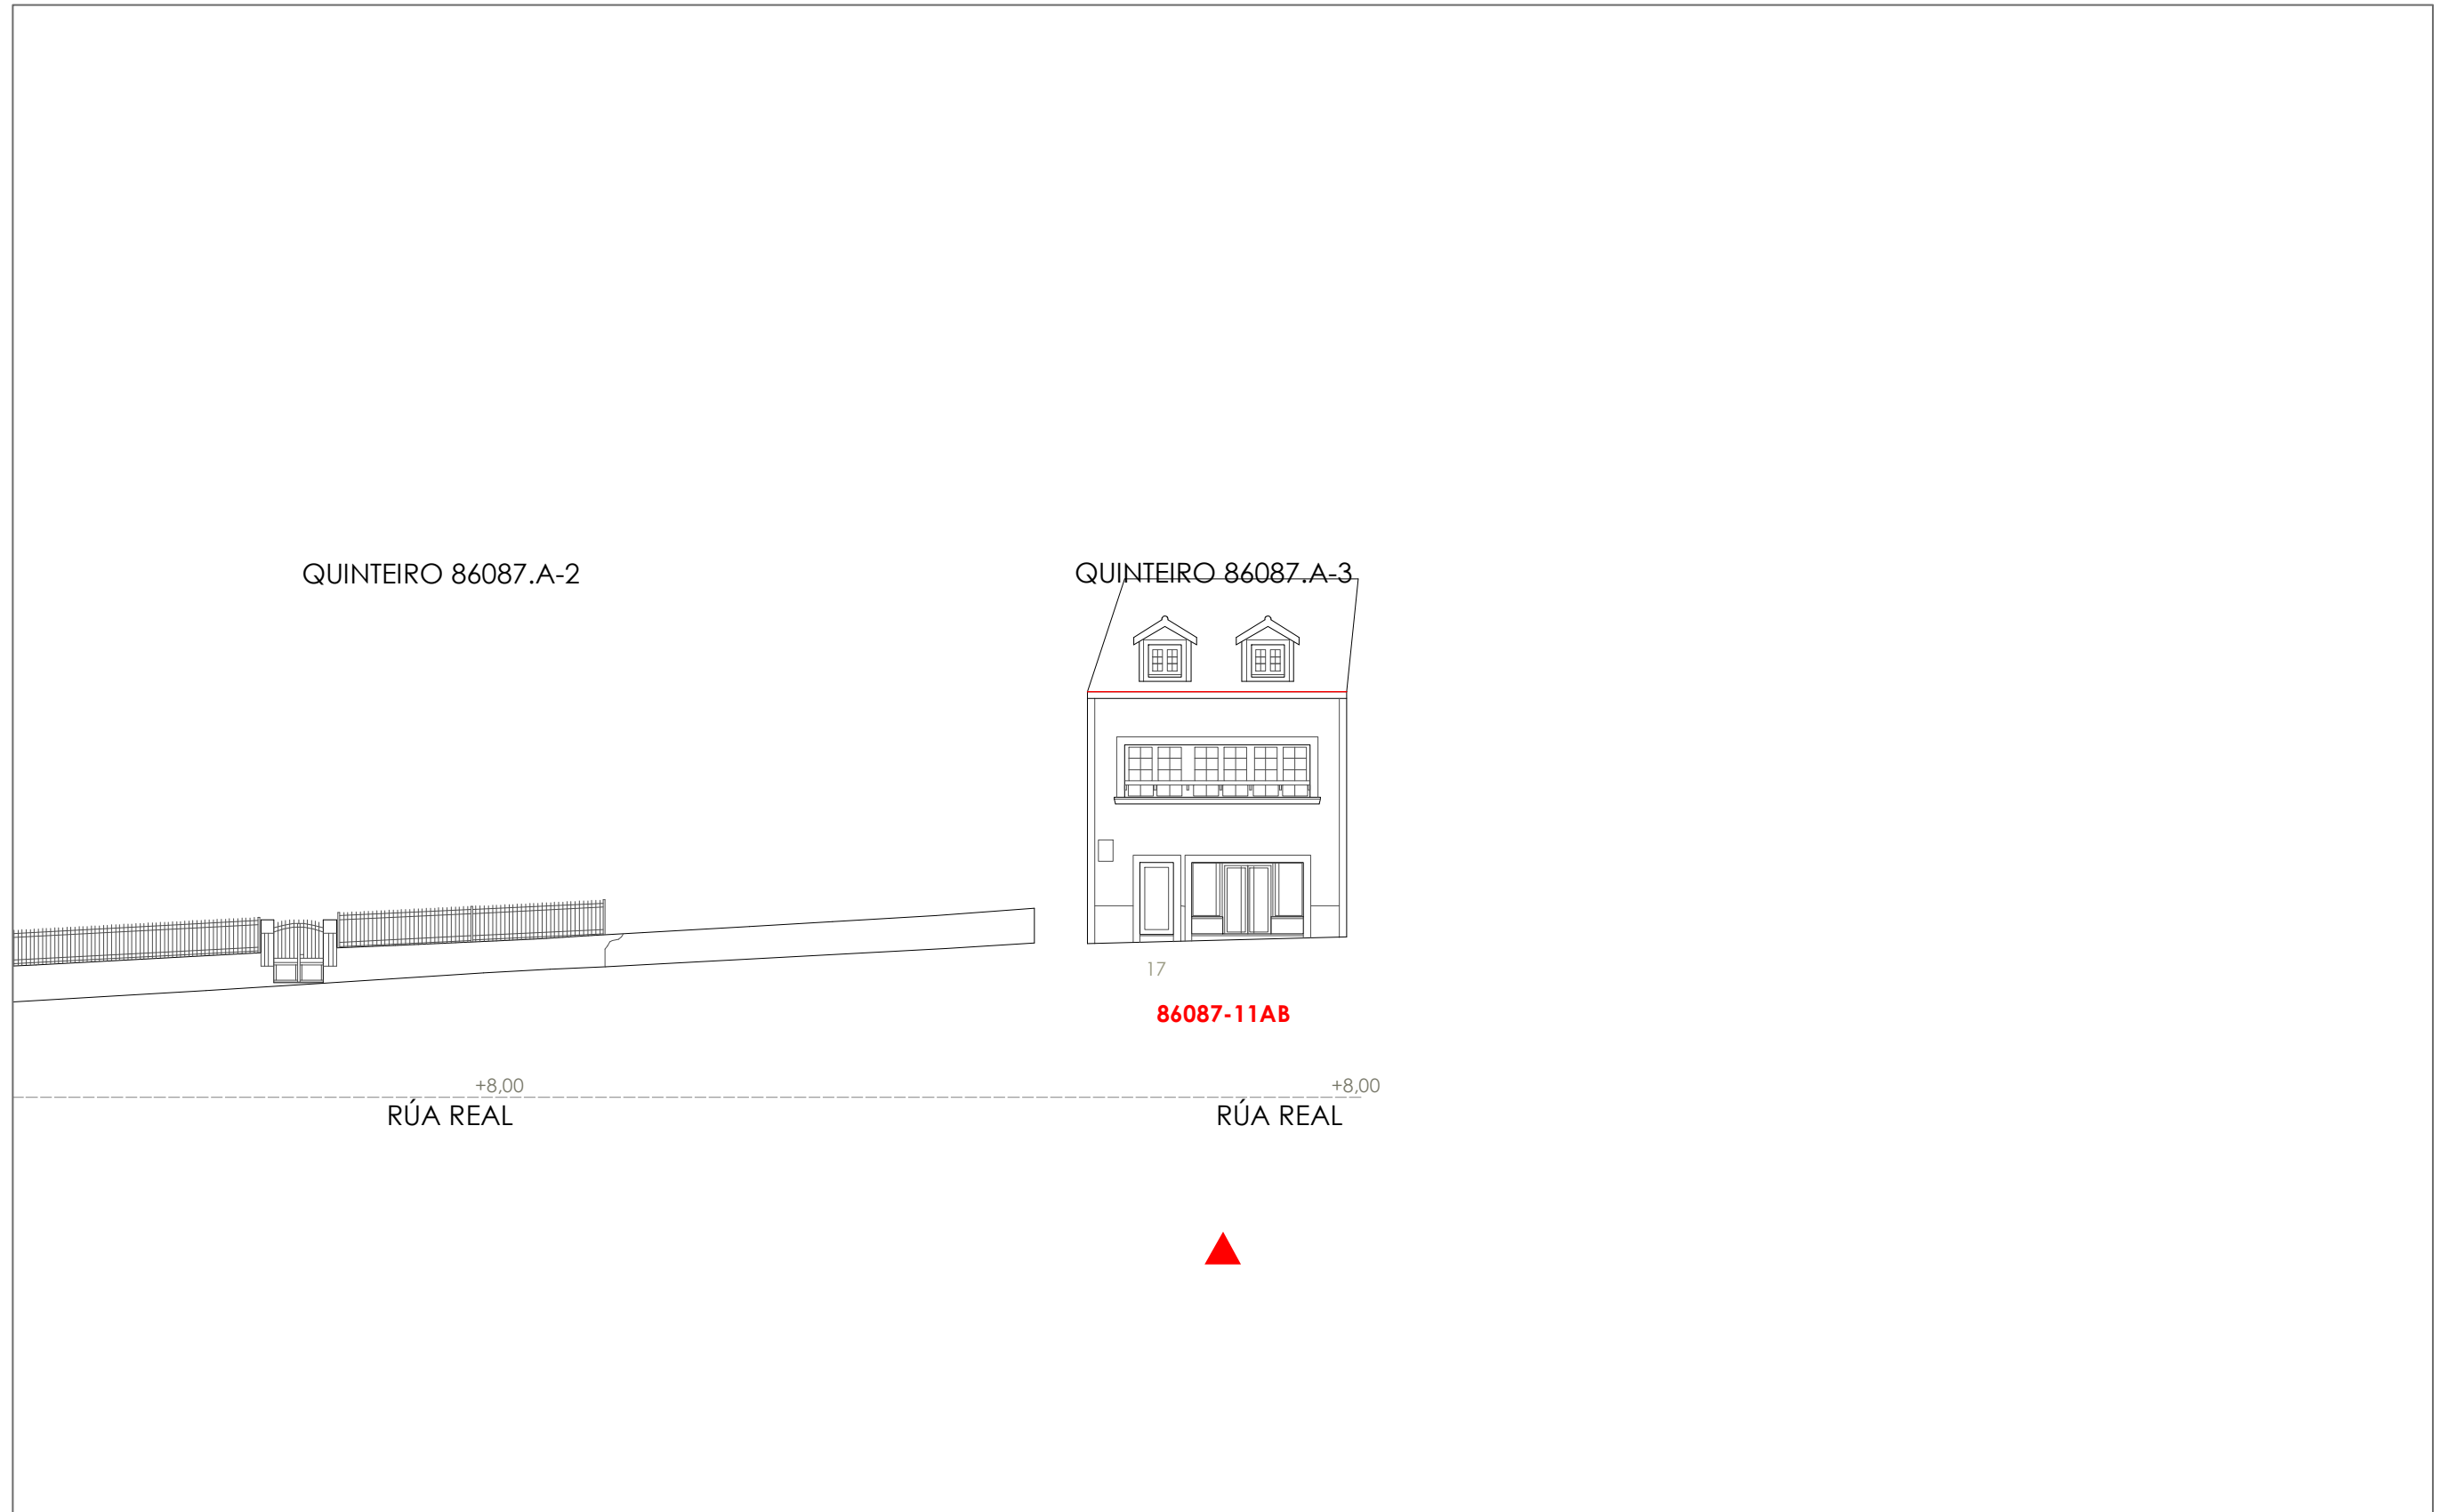 QUINTEIRO 86087.A-2
QUINTEIRO 86087.A-3
17
86087-11AB
+8,00
+8,00
RÚA REAL
RÚA REAL